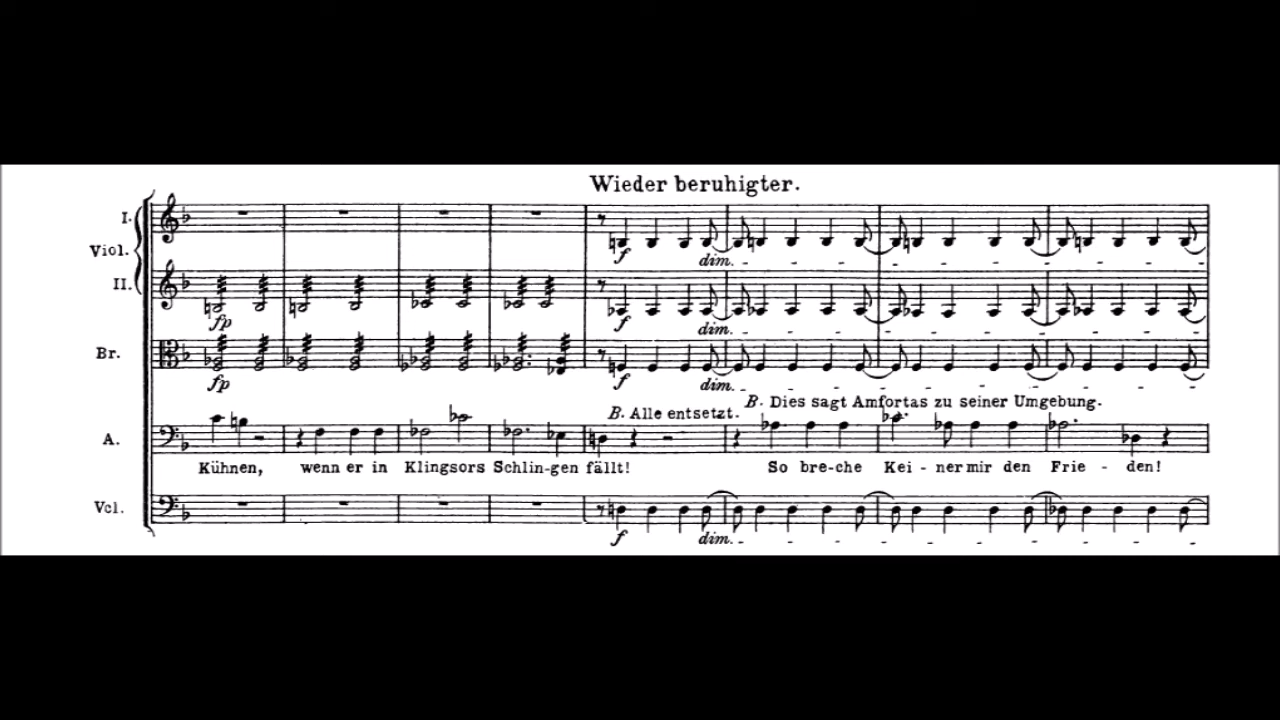 Wieder beruhigter.
I.
Viol.
II.
f dim.
fp f dim.
Br.
fp f dim.
B. Alle entsetzt. B. Dies sagt Amfortas zu seiner Umgebung.
A.
Kühnen, wenn er in Klingsors Schlin-gen fällt! So bre-che Kei-ner mir den Frie-den!
Vcl.
f dim.